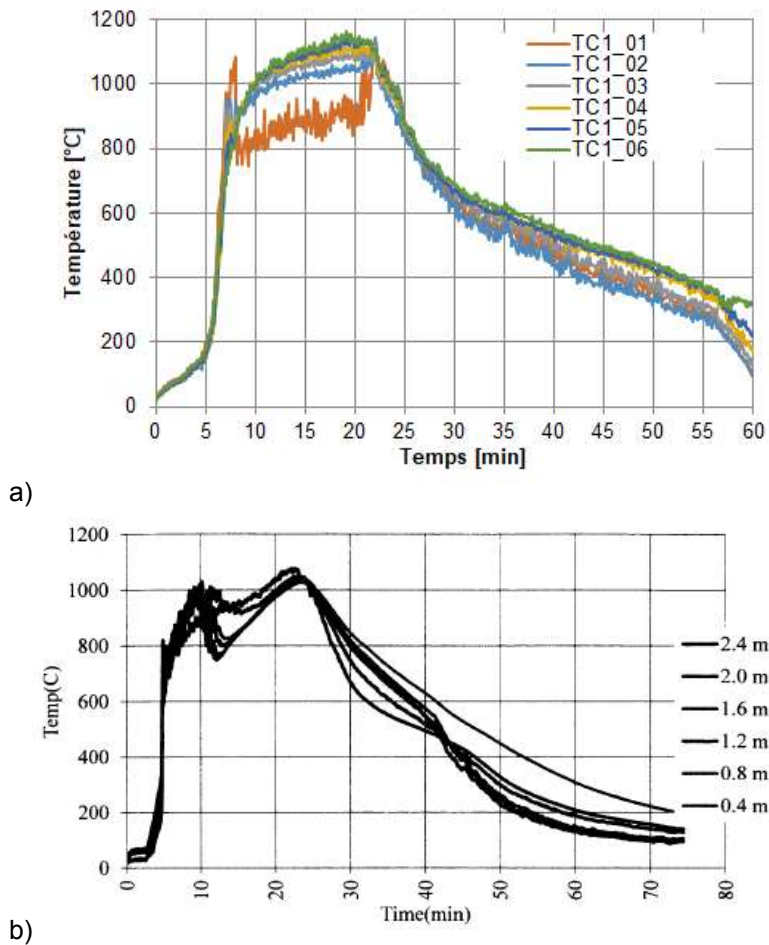 1200
1000
800
600
400
200
0
Température [°C]
TC1_01
TC1_02
TC1_03
TC1_04
TC1_05
TC1_06
0 5 10 15 20 25 30 35 40 45 50 55 60
Temps [min]
a)
1200
1000
800
600
400
200
0
Temp(C)
2.4 m
2.0 m
1.6 m
1.2 m
0.8 m
0.4 m
0 10 20 30 40 50 60 70 80
Time(min)
b)